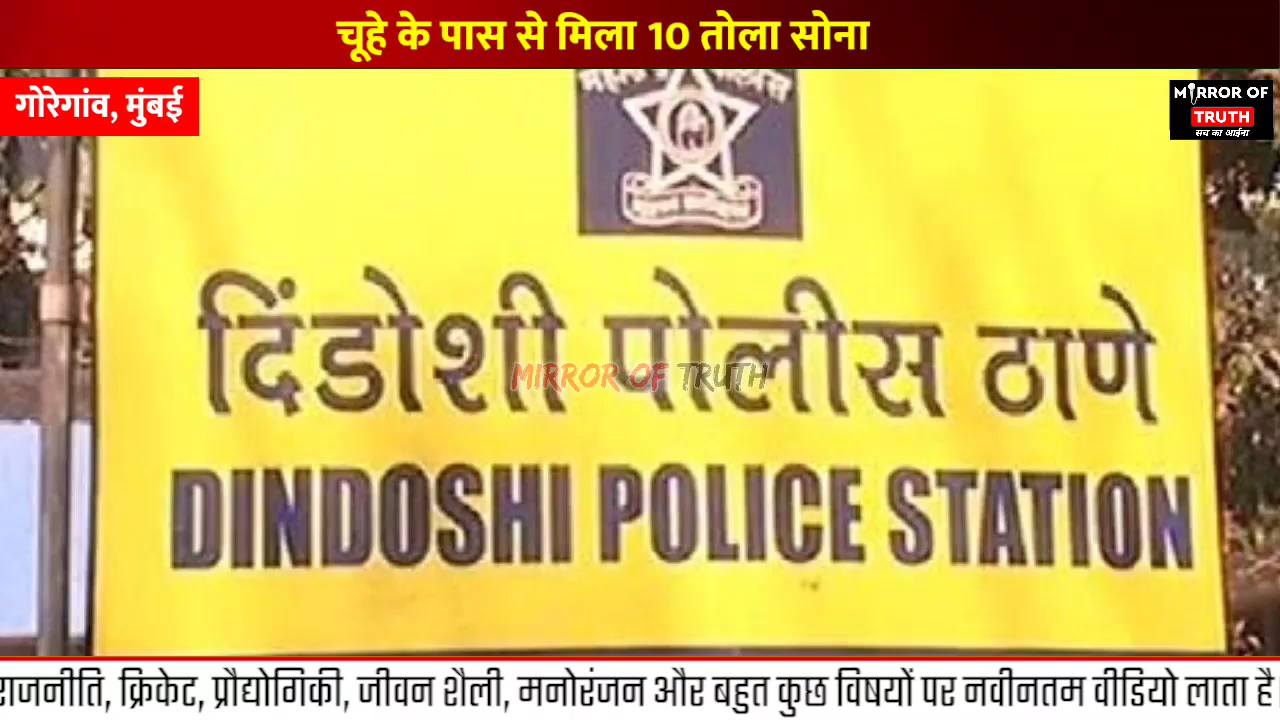 चूहे के पास से मिला 10 तोला सोना
गोरेगांव, मुंबई
MIRROR OF
TRUTH
सच का आईना
दिंडोशी पोलीस ठाणे
MIRROR OF TRUTH
DINDOSHI POLICE STATION
राजनीति, क्रिकेट, प्रौद्योगिकी, जीवन शैली, मनोरंजन और बहुत कुछ विषयों पर नवीनतम वीडियो लाता है